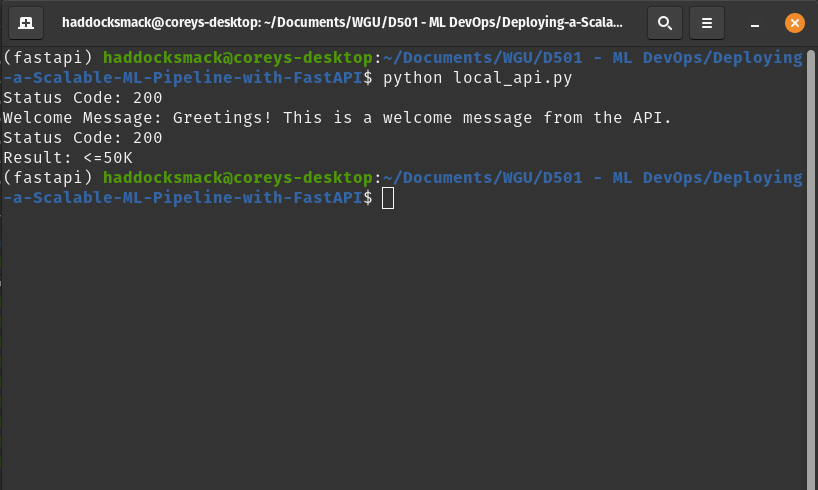 haddocksmack@coreys-desktop: ~/Documents/WGU/D501 - ML DevOps/Deploying-a-Scala...
(fastapi) haddocksmack@coreys-desktop:~/Documents/WGU/D501 - ML DevOps/Deploying
-a-Scalable-ML-Pipeline-with-FastAPI$ python local_api.py
Status Code: 200
Welcome Message: Greetings! This is a welcome message from the API.
Status Code: 200
Result: <=50K
(fastapi) haddocksmack@coreys-desktop:~/Documents/WGU/D501 - ML DevOps/Deploying
-a-Scalable-ML-Pipeline-with-FastAPI$